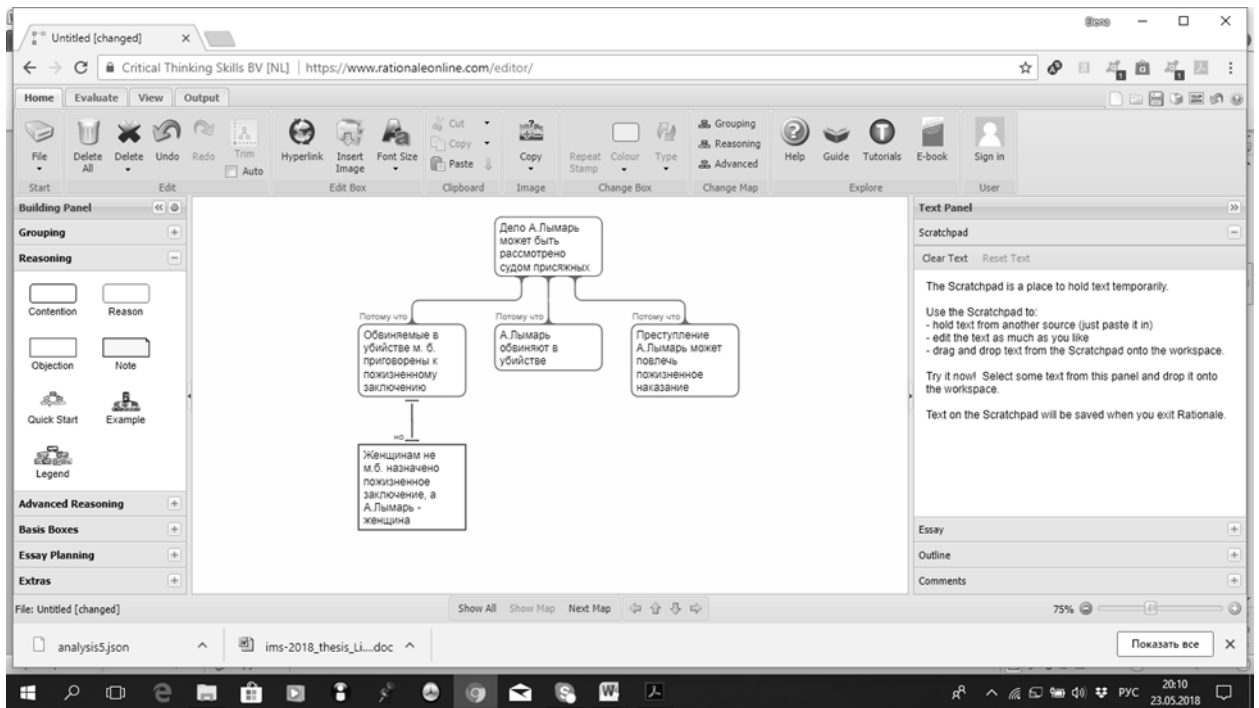 Untitled [changed]
Critical Thinking Skills BV [NL] | https://www.rationaleonline.com/editor/
Home Evaluate View Output
File Delete All Delete Undo Redo Trim Auto Hyperlink Insert Image Font Size Cut Copy Paste Copy Repeat Stamp Colour Type Grouping Reasoning Advanced Help Guide Tutorials E-book Sign in
Start Edit Edit Box Clipboard Image Change Box Change Map Explore User
Building Panel
Grouping
Reasoning
Contention Reason
Objection Note
Quick Start Example
Legend
Advanced Reasoning
Basis Boxes
Essay Planning
Extras
Дело А.Лымарь
может быть
рассмотрено
судом присяжных
Потому что
Обвиняемые в
убийстве м. б.
приговорены к
пожизненному
заключению
Потому что
А.Лымарь
обвиняют в
убийстве
Потому что
Преступление
А.Лымарь может
повлечь
пожизненное
наказание
но
Женщинам не
м.б. назначено
пожизненное
заключение, а
А.Лымарь -
женщина
Text Panel
Scratchpad
Clear Text Reset Text
The Scratchpad is a place to hold text temporarily.
Use the Scratchpad to:
- hold text from another source (just paste it in)
- edit the text as much as you like
- drag and drop text from the Scratchpad onto the workspace.
Try it now! Select some text from this panel and drop it onto
the workspace.
Text on the Scratchpad will be saved when you exit Rationale.
Essay
Outline
Comments
File: Untitled [changed] Show All Show Map Next Map 75%
analysis5.json ims-2018_thesis_Li....doc Показать все
РУС 20:10
23.05.2018